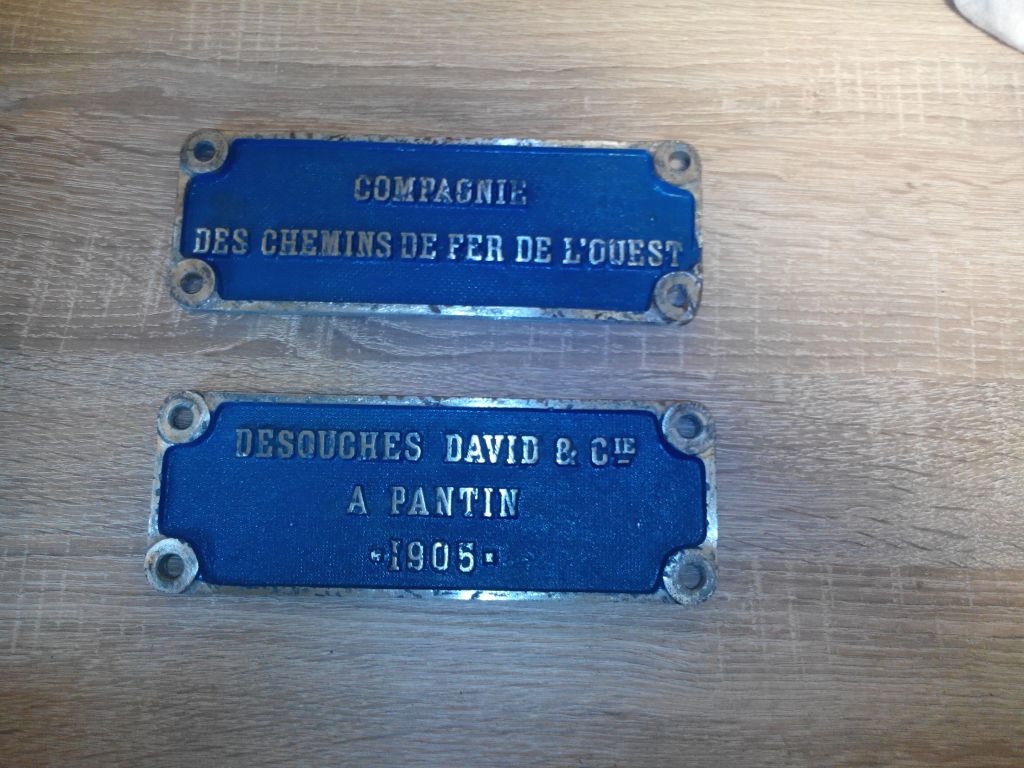 COMPAGNIE
DES CHEMINS DE FER DE L'OUEST
DESOUCHES DAVID & CIE
A PANTIN
·1905·